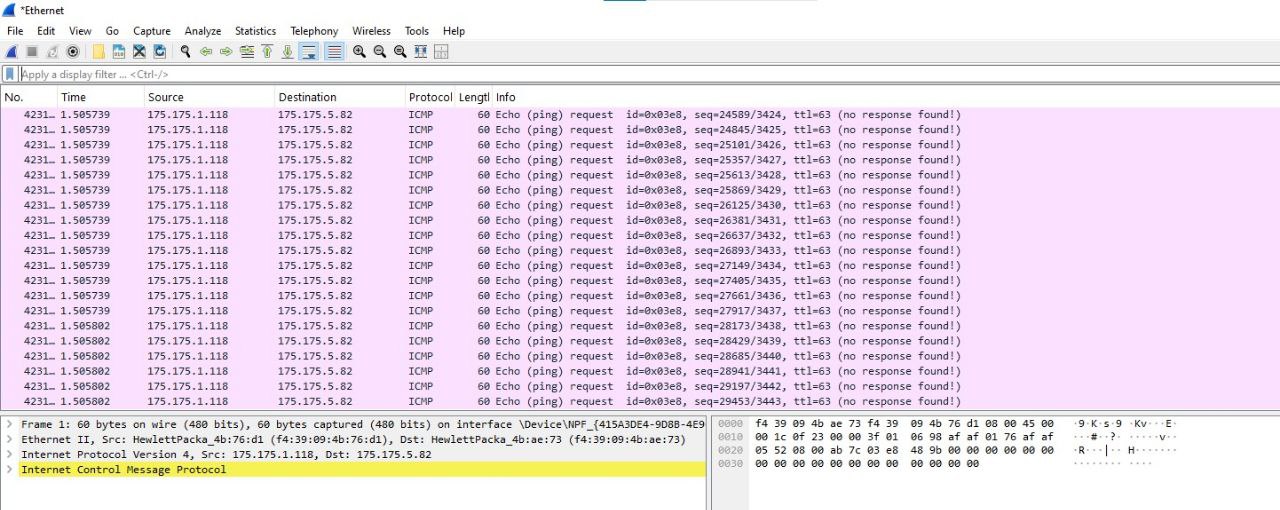 *Ethernet
File Edit View Go Capture Analyze Statistics Telephony Wireless Tools Help
Apply a display filter ... <Ctrl-/>
No. Time Source Destination Protocol Lengtl Info
4231… 1.505739 175.175.1.118 175.175.5.82 ICMP 60 Echo (ping) request id=0x03e8, seq=24589/3424, ttl=63 (no response found!)
4231… 1.505739 175.175.1.118 175.175.5.82 ICMP 60 Echo (ping) request id=0x03e8, seq=24845/3425, ttl=63 (no response found!)
4231… 1.505739 175.175.1.118 175.175.5.82 ICMP 60 Echo (ping) request id=0x03e8, seq=25101/3426, ttl=63 (no response found!)
4231… 1.505739 175.175.1.118 175.175.5.82 ICMP 60 Echo (ping) request id=0x03e8, seq=25357/3427, ttl=63 (no response found!)
4231… 1.505739 175.175.1.118 175.175.5.82 ICMP 60 Echo (ping) request id=0x03e8, seq=25613/3428, ttl=63 (no response found!)
4231… 1.505739 175.175.1.118 175.175.5.82 ICMP 60 Echo (ping) request id=0x03e8, seq=25869/3429, ttl=63 (no response found!)
4231… 1.505739 175.175.1.118 175.175.5.82 ICMP 60 Echo (ping) request id=0x03e8, seq=26125/3430, ttl=63 (no response found!)
4231… 1.505739 175.175.1.118 175.175.5.82 ICMP 60 Echo (ping) request id=0x03e8, seq=26381/3431, ttl=63 (no response found!)
4231… 1.505739 175.175.1.118 175.175.5.82 ICMP 60 Echo (ping) request id=0x03e8, seq=26637/3432, ttl=63 (no response found!)
4231… 1.505739 175.175.1.118 175.175.5.82 ICMP 60 Echo (ping) request id=0x03e8, seq=26893/3433, ttl=63 (no response found!)
4231… 1.505739 175.175.1.118 175.175.5.82 ICMP 60 Echo (ping) request id=0x03e8, seq=27149/3434, ttl=63 (no response found!)
4231… 1.505739 175.175.1.118 175.175.5.82 ICMP 60 Echo (ping) request id=0x03e8, seq=27405/3435, ttl=63 (no response found!)
4231… 1.505739 175.175.1.118 175.175.5.82 ICMP 60 Echo (ping) request id=0x03e8, seq=27661/3436, ttl=63 (no response found!)
4231… 1.505739 175.175.1.118 175.175.5.82 ICMP 60 Echo (ping) request id=0x03e8, seq=27917/3437, ttl=63 (no response found!)
4231… 1.505802 175.175.1.118 175.175.5.82 ICMP 60 Echo (ping) request id=0x03e8, seq=28173/3438, ttl=63 (no response found!)
4231… 1.505802 175.175.1.118 175.175.5.82 ICMP 60 Echo (ping) request id=0x03e8, seq=28429/3439, ttl=63 (no response found!)
4231… 1.505802 175.175.1.118 175.175.5.82 ICMP 60 Echo (ping) request id=0x03e8, seq=28685/3440, ttl=63 (no response found!)
4231… 1.505802 175.175.1.118 175.175.5.82 ICMP 60 Echo (ping) request id=0x03e8, seq=28941/3441, ttl=63 (no response found!)
4231… 1.505802 175.175.1.118 175.175.5.82 ICMP 60 Echo (ping) request id=0x03e8, seq=29197/3442, ttl=63 (no response found!)
4231… 1.505802 175.175.1.118 175.175.5.82 ICMP 60 Echo (ping) request id=0x03e8, seq=29453/3443, ttl=63 (no response found!)
Frame 1: 60 bytes on wire (480 bits), 60 bytes captured (480 bits) on interface \Device\NPF_{415A3DE4-9D8B-4E9
Ethernet II, Src: HewlettPacka_4b:76:d1 (f4:39:09:4b:76:d1), Dst: HewlettPacka_4b:ae:73 (f4:39:09:4b:ae:73)
Internet Protocol Version 4, Src: 175.175.1.118, Dst: 175.175.5.82
Internet Control Message Protocol
0000 f4 39 09 4b ae 73 f4 39 09 4b 76 d1 08 00 45 00 ·9·K·s·9 ·Kv···E·
0010 00 1c 0f 23 00 00 3f 01 06 98 af af 01 76 af af ···#··?· ·····v··
0020 05 52 08 00 ab 7c 03 e8 48 9b 00 00 00 00 00 00 ·R···|·· H·······
0030 00 00 00 00 00 00 00 00 00 00 00 00 ········ ····